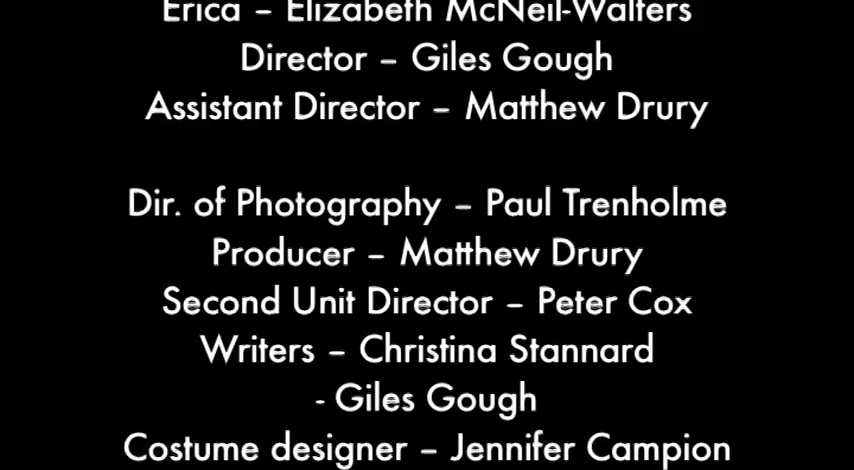 Erica – Elizabeth McNeil-Walters
Director – Giles Gough
Assistant Director – Matthew Drury
Dir. of Photography – Paul Trenholme
Producer – Matthew Drury
Second Unit Director – Peter Cox
Writers – Christina Stannard
- Giles Gough
Costume designer – Jennifer Campion